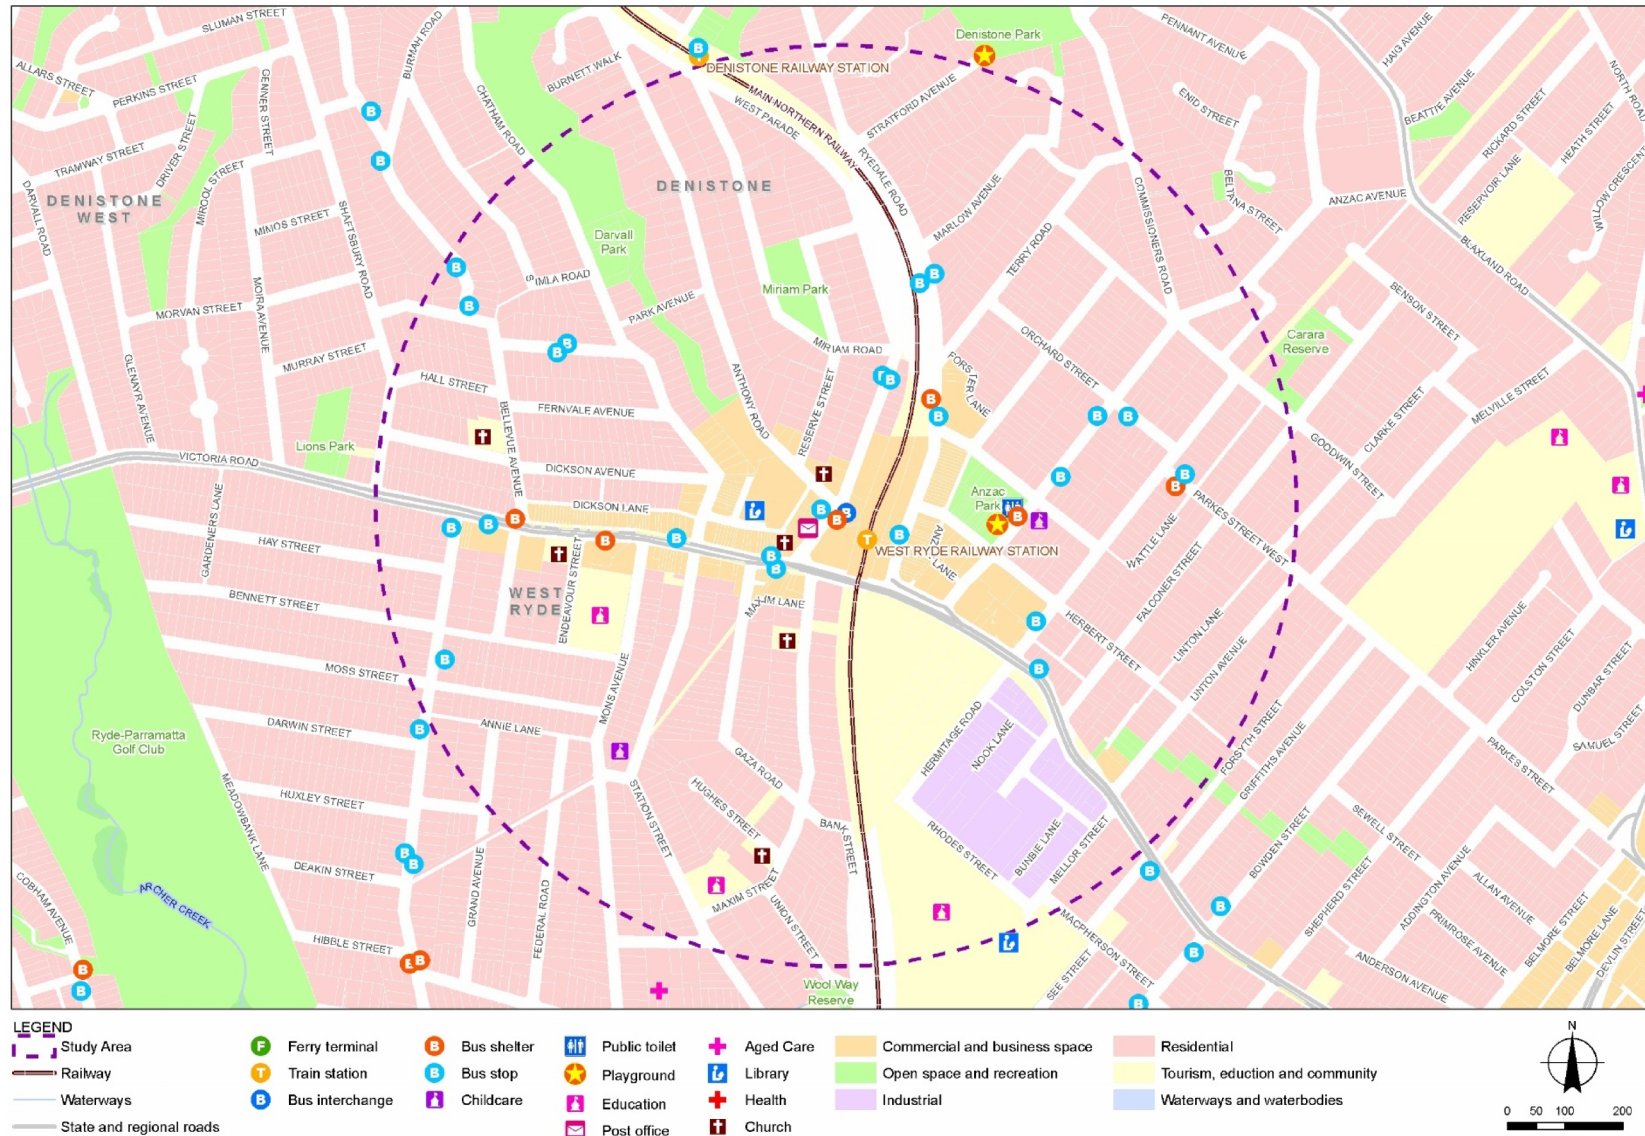 SLUMAN STREET
BURMAH ROAD
ALLARS STREET
PERKINS STREET
GENNER STREET
DRIVER STREET
TRAMWAY STREET
MIROOL STREET
DARVALL ROAD
DENISTONE
WEST
MIMOS STREET
SHAFTSBURY ROAD
MOIRA AVENUE
MORVAN STREET
GLENAYR AVENUE
MURRAY STREET
CHATHAM ROAD
BURNETT WALK
DENISTONE RAILWAY STATION
MAIN NORTHERN RAILWAY
WEST PARADE
DENISTONE
Darvall
Park
SIMLA ROAD
PARK AVENUE
Miriam Park
MIRIAM ROAD
RYEDALE ROAD
STRATFORD AVENUE
Denistone Park
MARLOW AVENUE
TERRY ROAD
COMMISSIONERS ROAD
PENNANT AVENUE
ENID STREET
BELTANA STREET
ANZAC AVENUE
HAIG AVENUE
BEATTIE AVENUE
NORTH ROAD
RICKARD STREET
HEATH STREET
RESERVOIR LANE
WILLOW CRESCENT
BLAXLAND ROAD
BENSON STREET
Carara
Reserve
ORCHARD STREET
FORSTER LANE
HALL STREET
BELLEVUE AVENUE
FERNVALE AVENUE
ANTHONY ROAD
RESERVE STREET
Lions Park
VICTORIA ROAD
DICKSON AVENUE
DICKSON LANE
GARDENERS LANE
HAY STREET
BENNETT STREET
WEST
RYDE
ENDEAVOUR STREET
MAXIM LANE
WEST RYDE RAILWAY STATION
Anzac
Park
ANZAC LANE
GOODWIN STREET
CLARKE STREET
MELVILLE STREET
PARKES STREET WEST
WATTLE LANE
FALCONER STREET
HERBERT STREET
LINTON LANE
LINTON AVENUE
MOSS STREET
DARWIN STREET
ANNIE LANE
MONS AVENUE
Ryde-Parramatta
Golf Club
MEADOWBANK LANE
HUXLEY STREET
DEAKIN STREET
HIBBLE STREET
GRAND AVENUE
FEDERAL ROAD
STATION STREET
GAZA ROAD
HUGHES STREET
BANK STREET
MAXIM STREET
UNION STREET
Wool Way
Reserve
COBHAM AVENUE
ARCHER CREEK
HERMITAGE ROAD
NOOK LANE
RHODES STREET
BUNBIE LANE
MELLOR STREET
MACPHERSON STREET
SEE STREET
FORSYTH STREET
GRIFFITHS AVENUE
BOWDEN STREET
SEWELL STREET
SHEPHERD STREET
ADDINGTON AVENUE
ALLAN AVENUE
PRIMROSE AVENUE
ANDERSON AVENUE
BELMORE STREET
BELMORE LANE
DEVLIN STREET
PARKES STREET
HINKLER AVENUE
COLSTON STREET
DUNBAR STREET
SAMUEL STREET
LEGEND
Study Area
Railway
Waterways
State and regional roads
F Ferry terminal
T Train station
B Bus interchange
B Bus shelter
B Bus stop
Childcare
Public toilet
Playground
Education
Post office
Aged Care
Library
Health
Church
Commercial and business space
Open space and recreation
Industrial
Residential
Tourism, eduction and community
Waterways and waterbodies
N
0 50 100 200